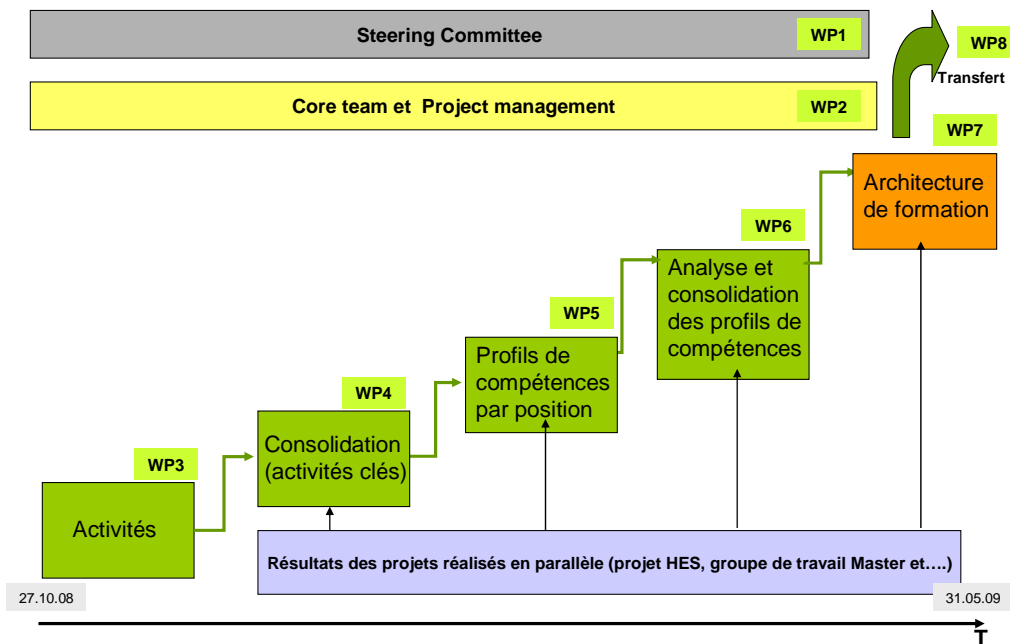 Steering Committee
WP1
WP8
Transfert
Core team et  Project management
WP2
WP7
Architecture
de formation
WP6
Analyse et
consolidation
des profils de
compétences
WP5
Profils de
compétences
par position
WP4
Consolidation
(activités clés)
WP3
Activités
Résultats des projets réalisés en parallèle (projet HES, groupe de travail Master et….)
27.10.08
31.05.09
T